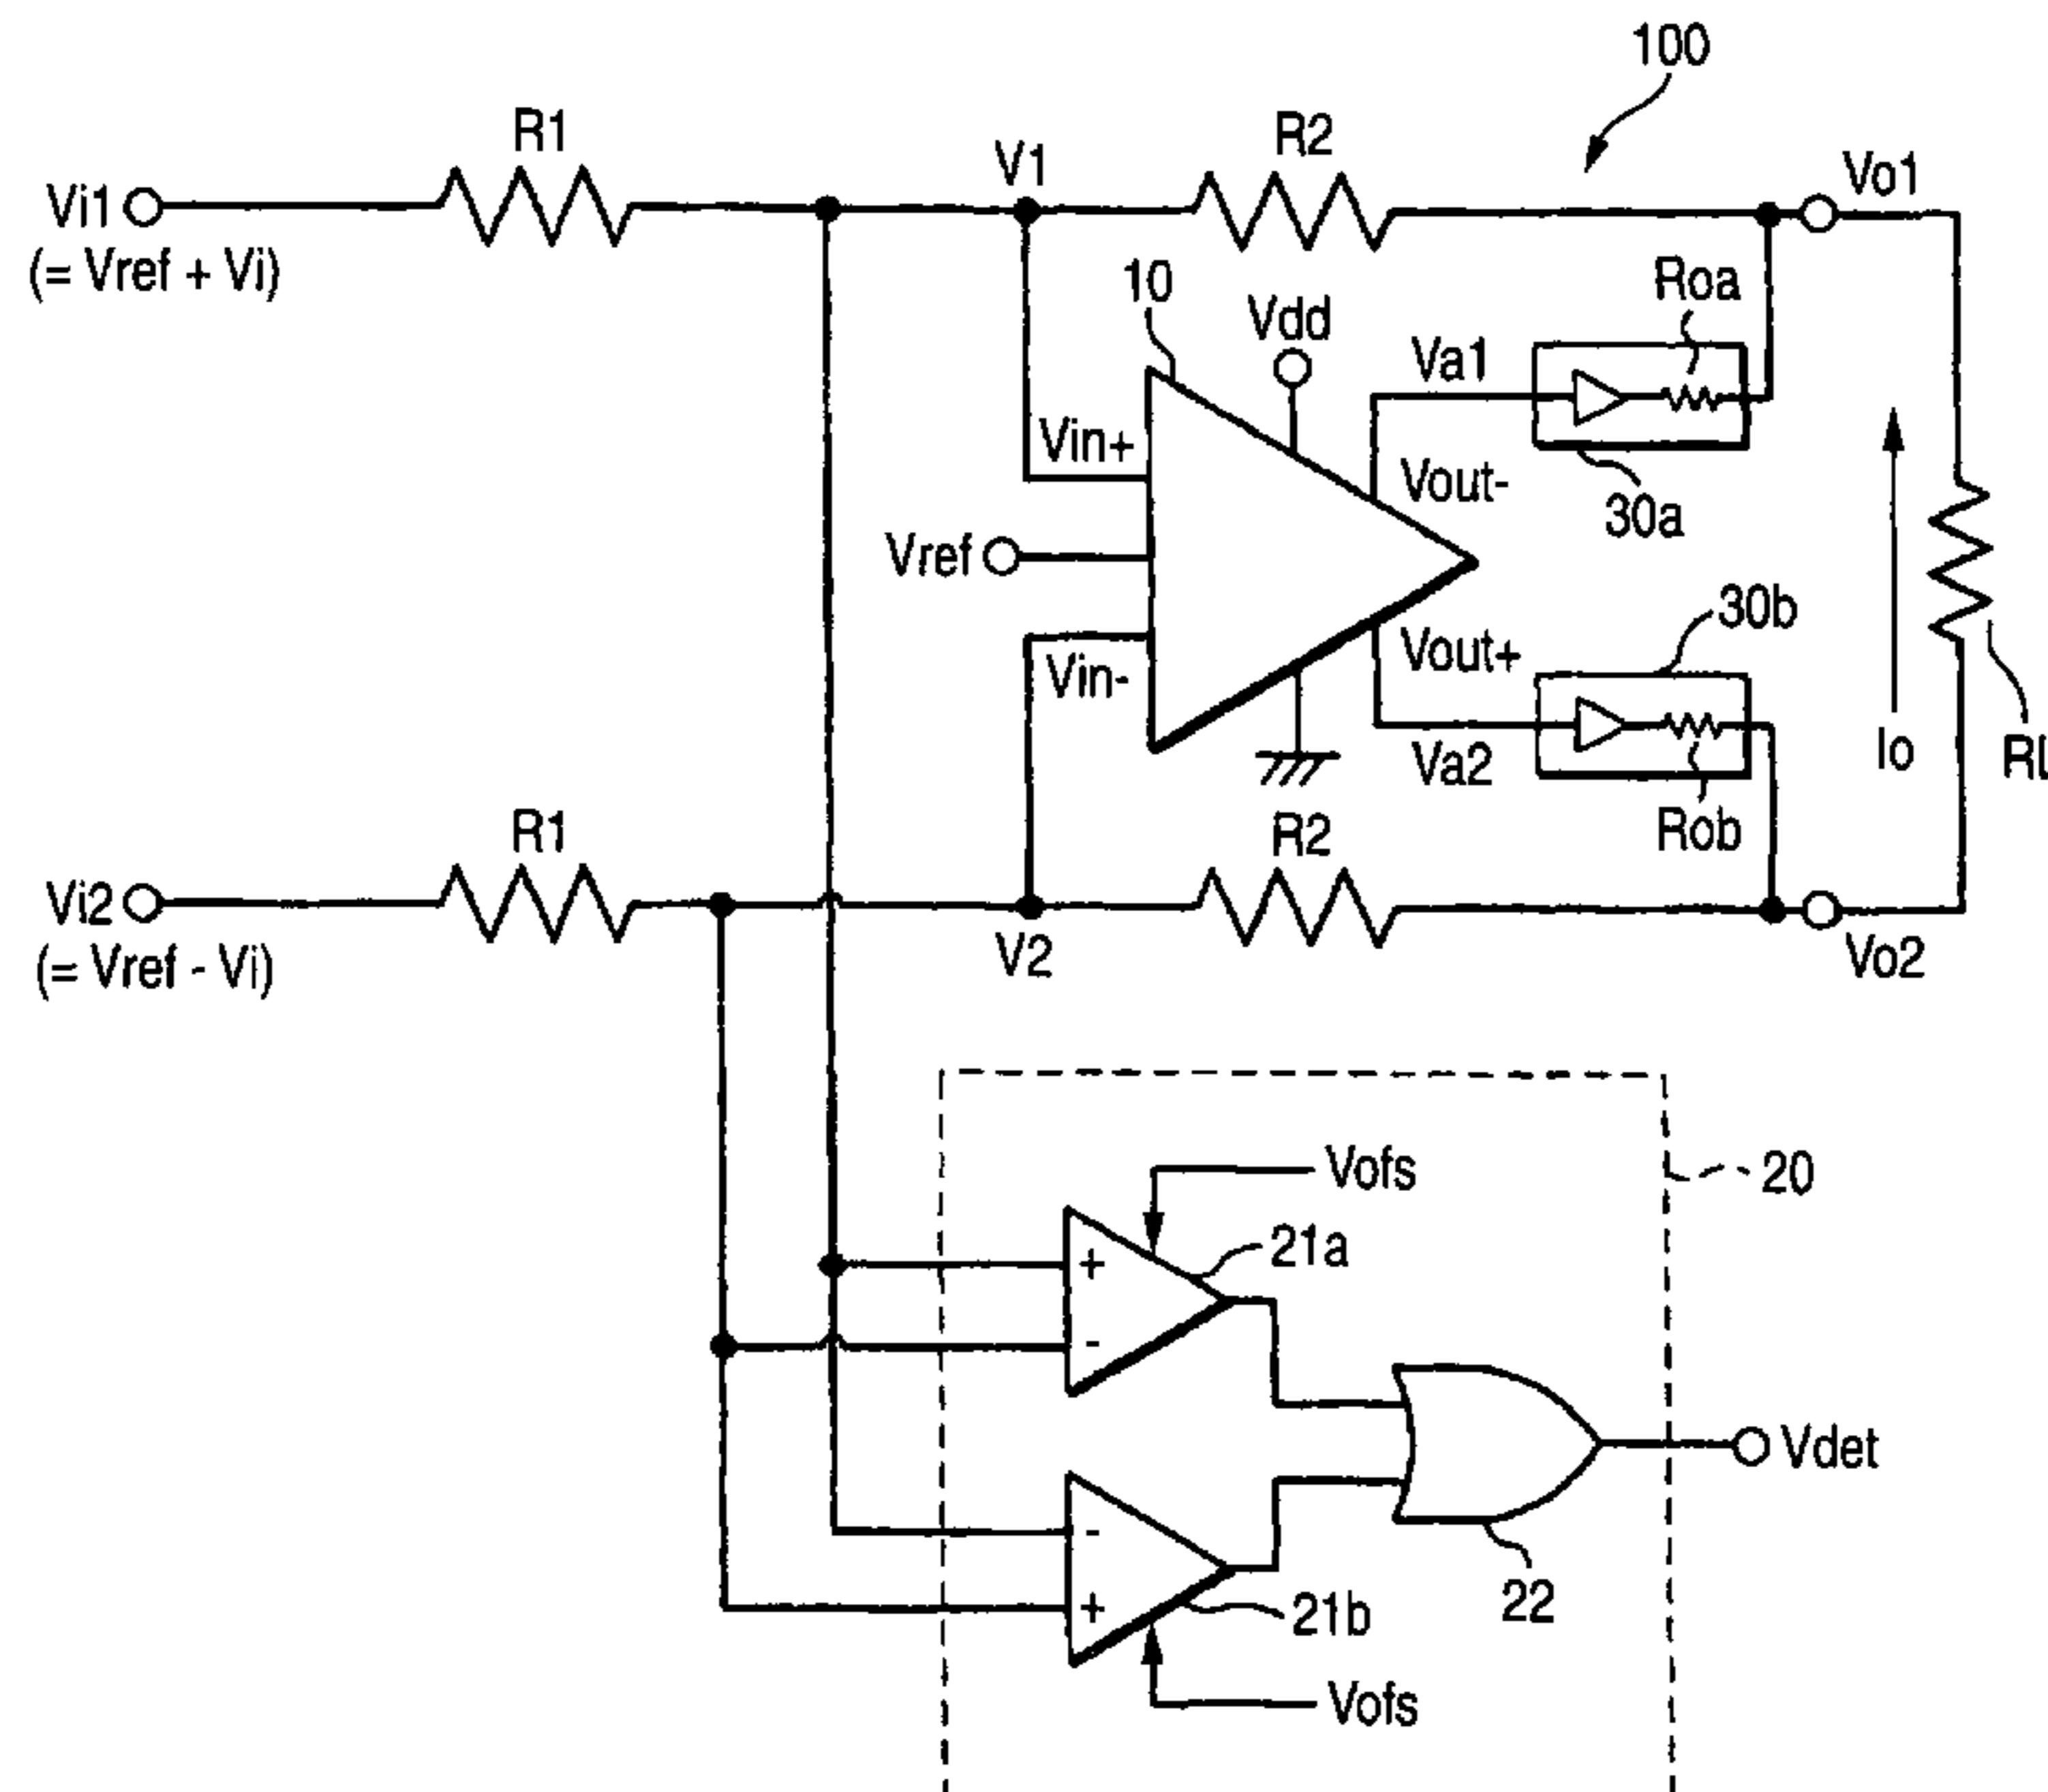 100
R1
R2
V1
Vo1
Vi1
(= Vref + Vi)
10
Roa
Vdd
Va1
Vin+
Vout-
30a
Vref
30b
Vout+
Vin-
Io
Va2
Rob
R1
R2
Vi2
(= Vref - Vi)
V2
Vo2
Vofs
20
+
21a
-
Vdet
-
+
21b
22
Vofs